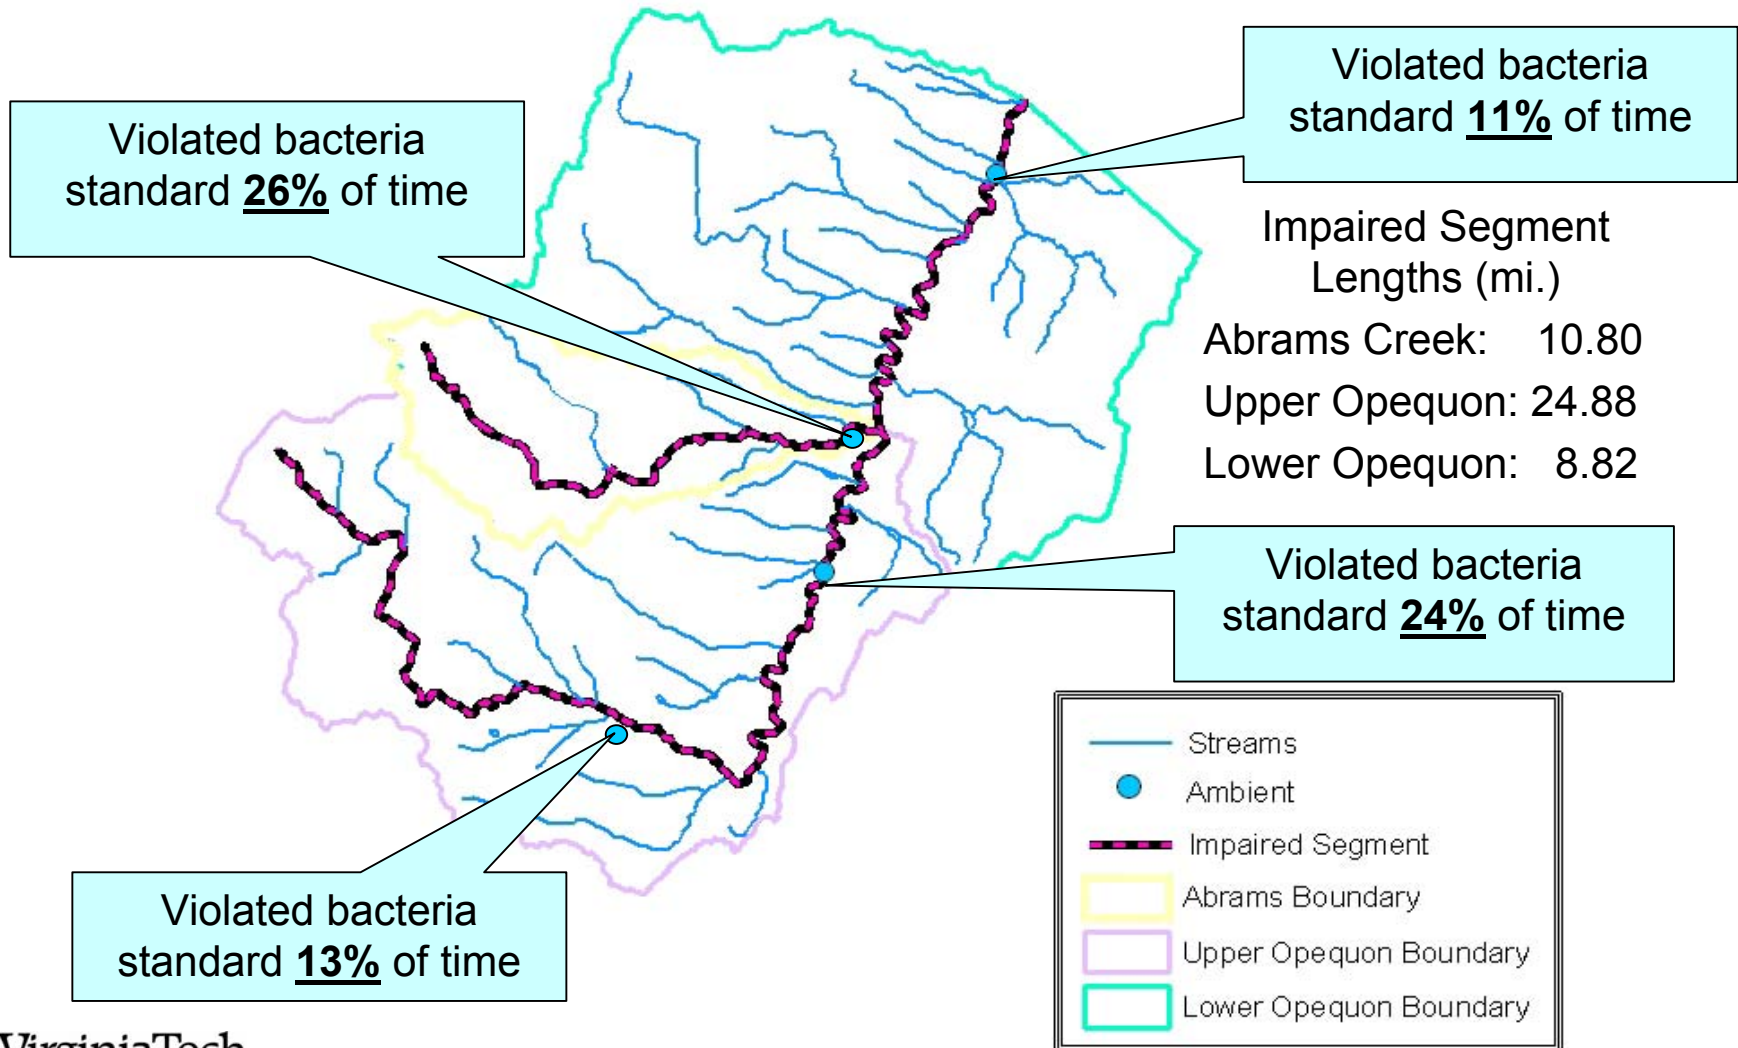 Violated bacteria
standard 11% of time
Violated bacteria
standard 26% of time
Impaired Segment
Lengths (mi.)
Abrams Creek: 10.80
Upper Opequon: 24.88
Lower Opequon: 8.82
Violated bacteria
standard 24% of time
Violated bacteria
standard 13% of time
Streams
Ambient
Impaired Segment
Abrams Boundary
Upper Opequon Boundary
Lower Opequon Boundary
VirginiaTech